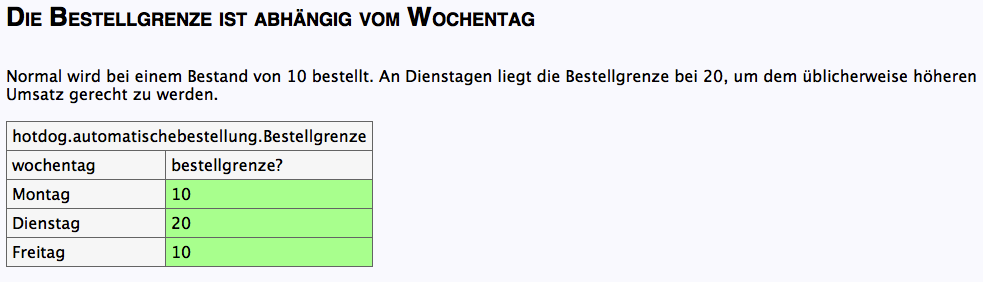 Die Bestellgrenze ist abhängig vom Wochentag
Normal wird bei einem Bestand von 10 bestellt. An Dienstagen liegt die Bestellgrenze bei 20, um dem üblicherweise höheren
Umsatz gerecht zu werden.
hotdog.automatischebestellung.Bestellgrenze
wochentag bestellgrenze?
Montag 10
Dienstag 20
Freitag 10